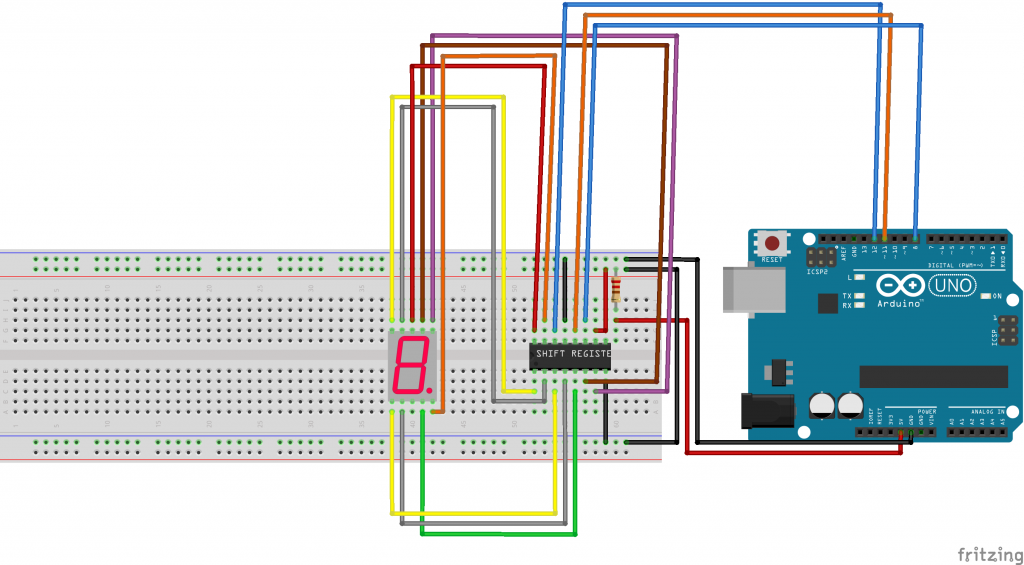 RESET
ICSP2
AREF
GND
13
12
~11
~10
~9
8
7
~6
~5
4
~3
2
TX▸1
RX◂0
DIGITAL (PWM=~)
L
TX
RX
Arduino
UNO
ON
ICSP
SHIFT REGISTE
8.
IOREF
RESET
3V3
5V
GND
GND
VIN
POWER
ANALOG IN
A0
A1
A2
A3
A4
A5
fritzing